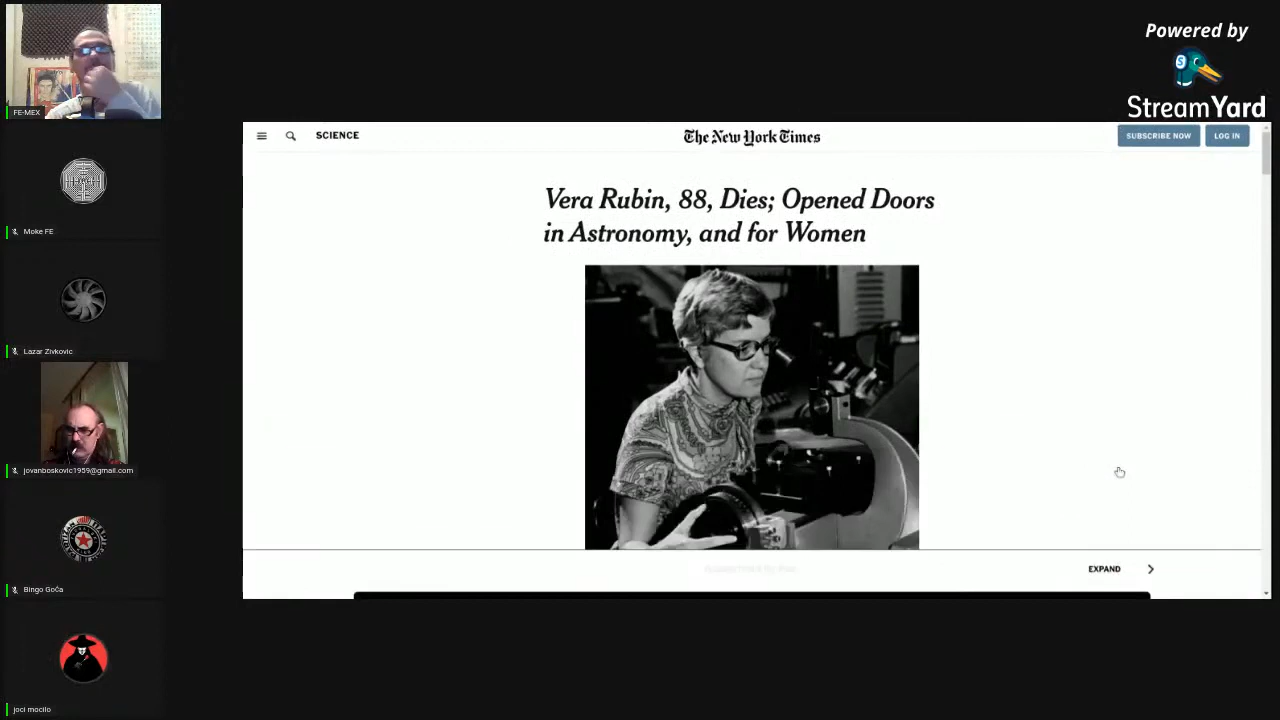 Powered by
StreamYard
FE-MEX
Moke FE
Lazar Zivkovic
jovanboskovic1959@gmail.com
Bingo Goča
joci mocilo
SCIENCE
The New York Times
SUBSCRIBE NOW
LOG IN
Vera Rubin, 88, Dies; Opened Doors
in Astronomy, and for Women
EXPAND